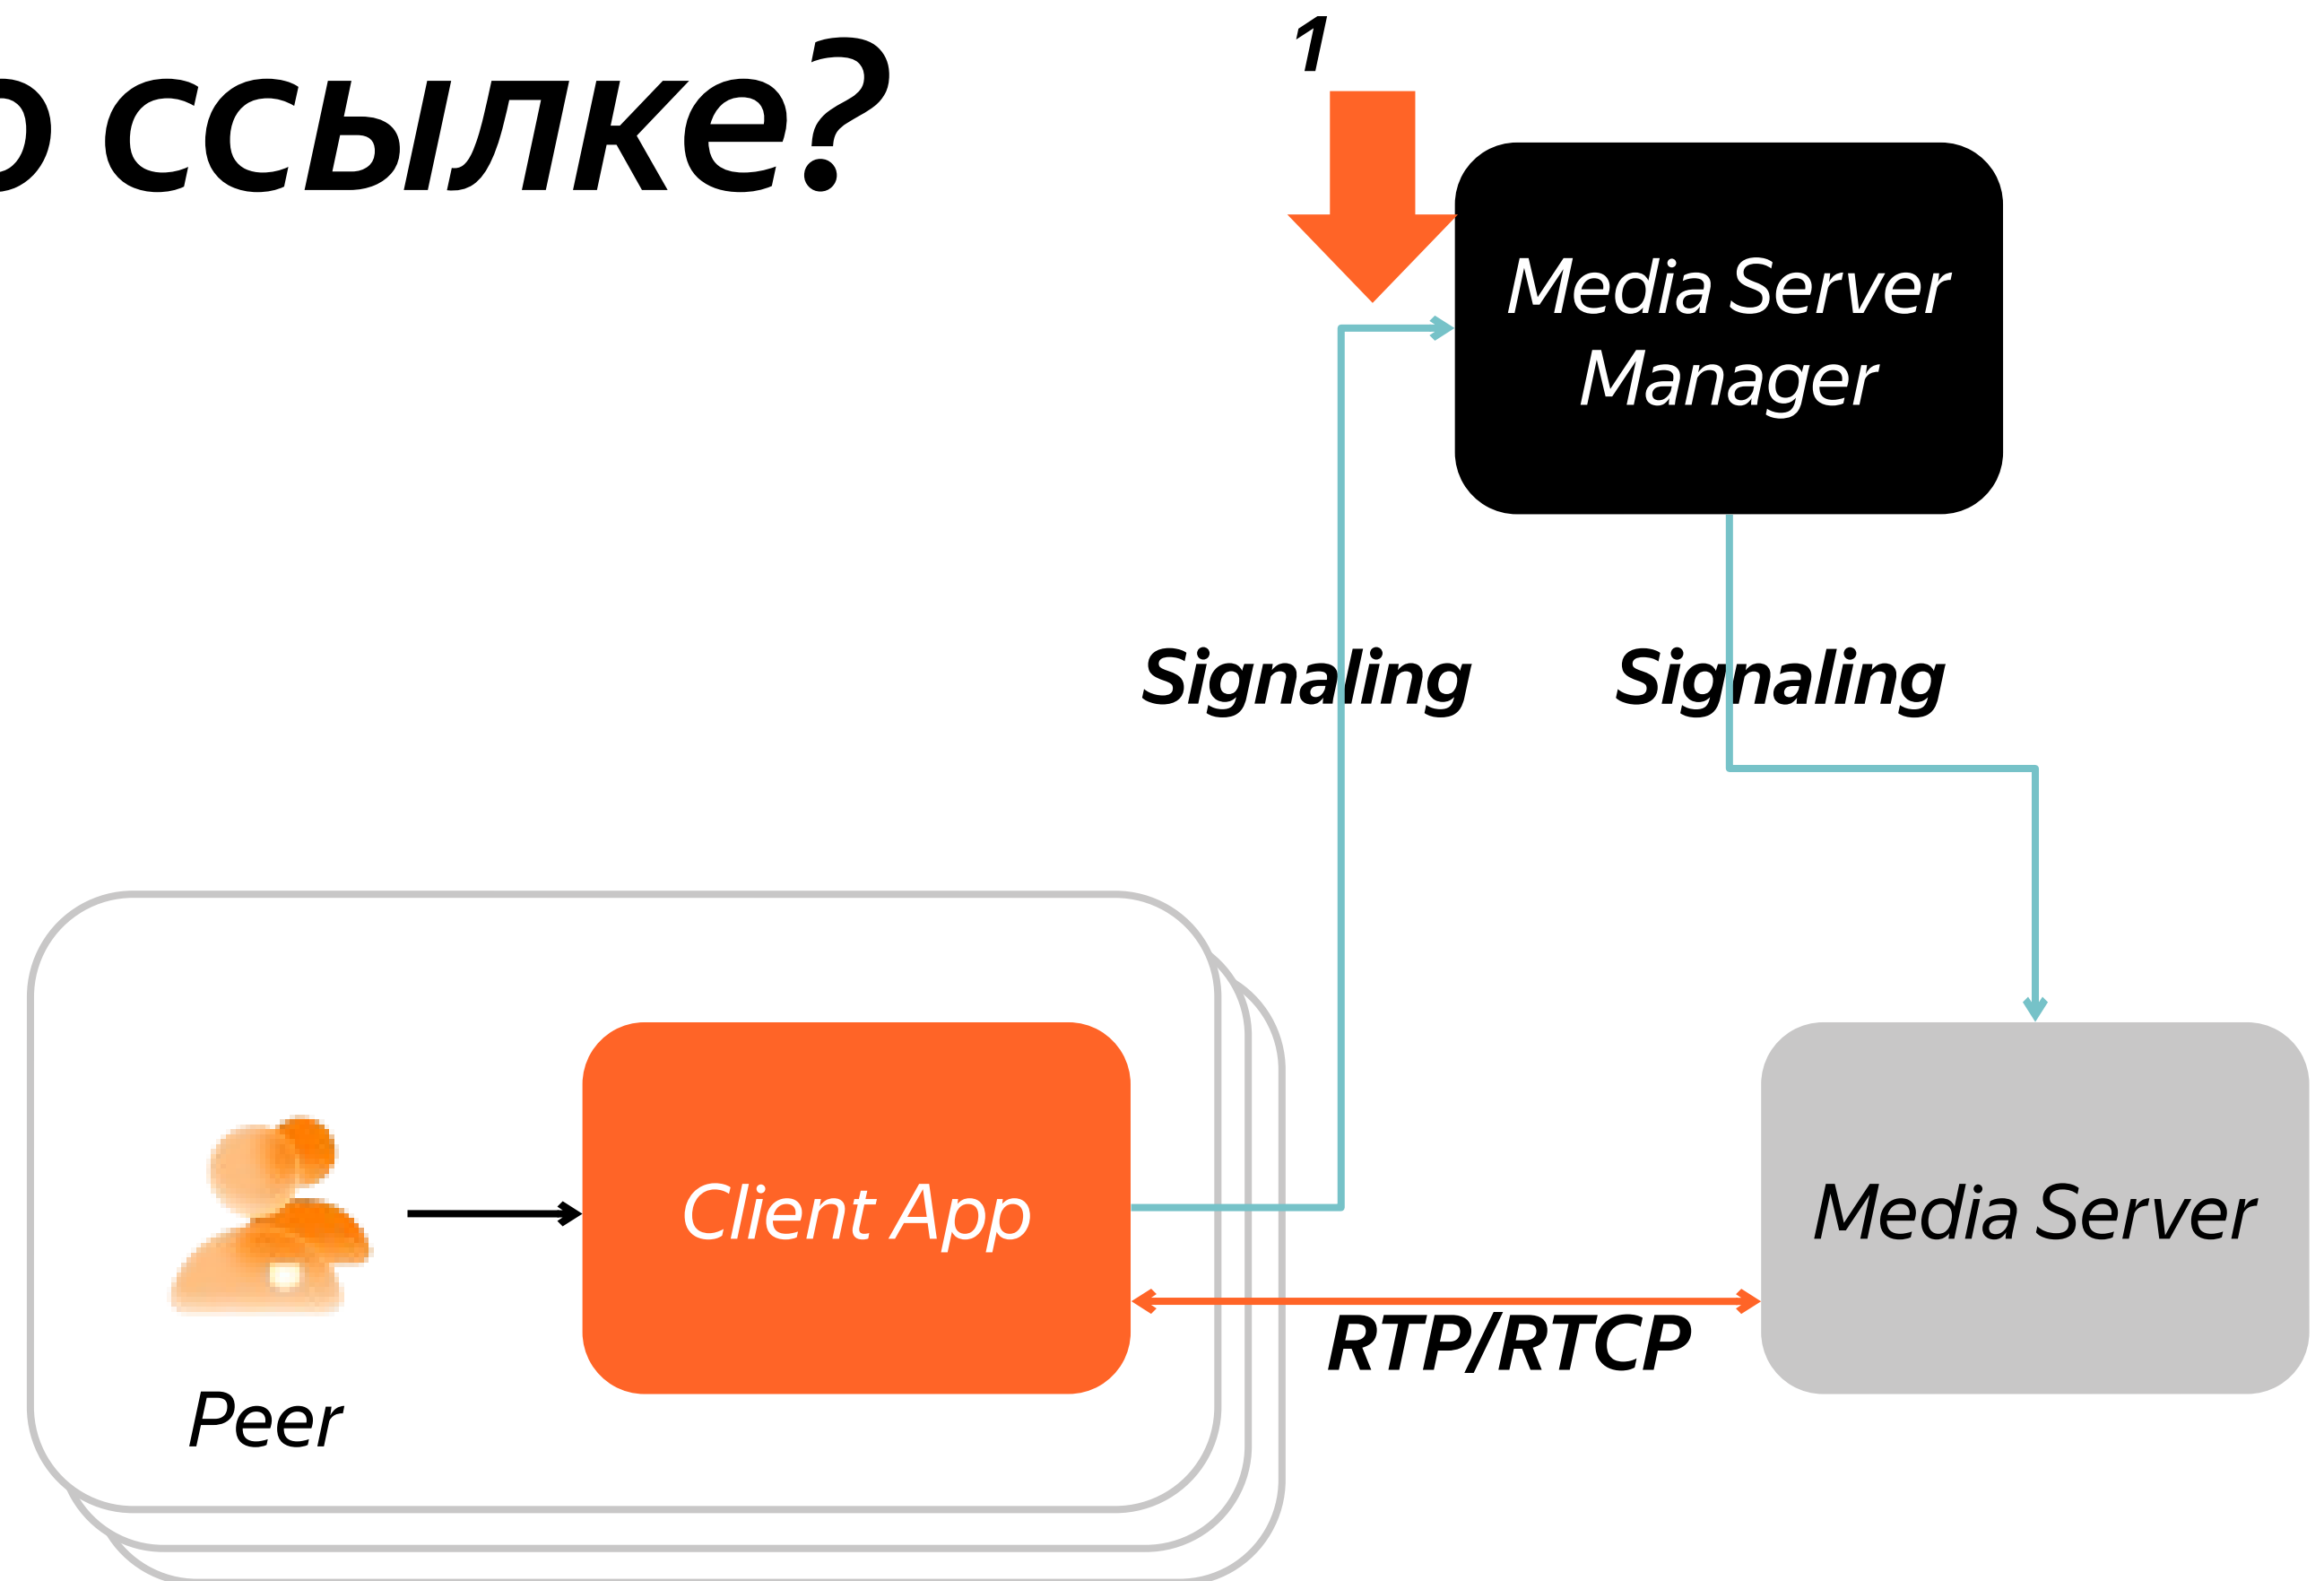 о ссылке?
1
Media Server
Manager
Signaling
Signaling
Client App
Media Server
RTP/RTCP
Peer